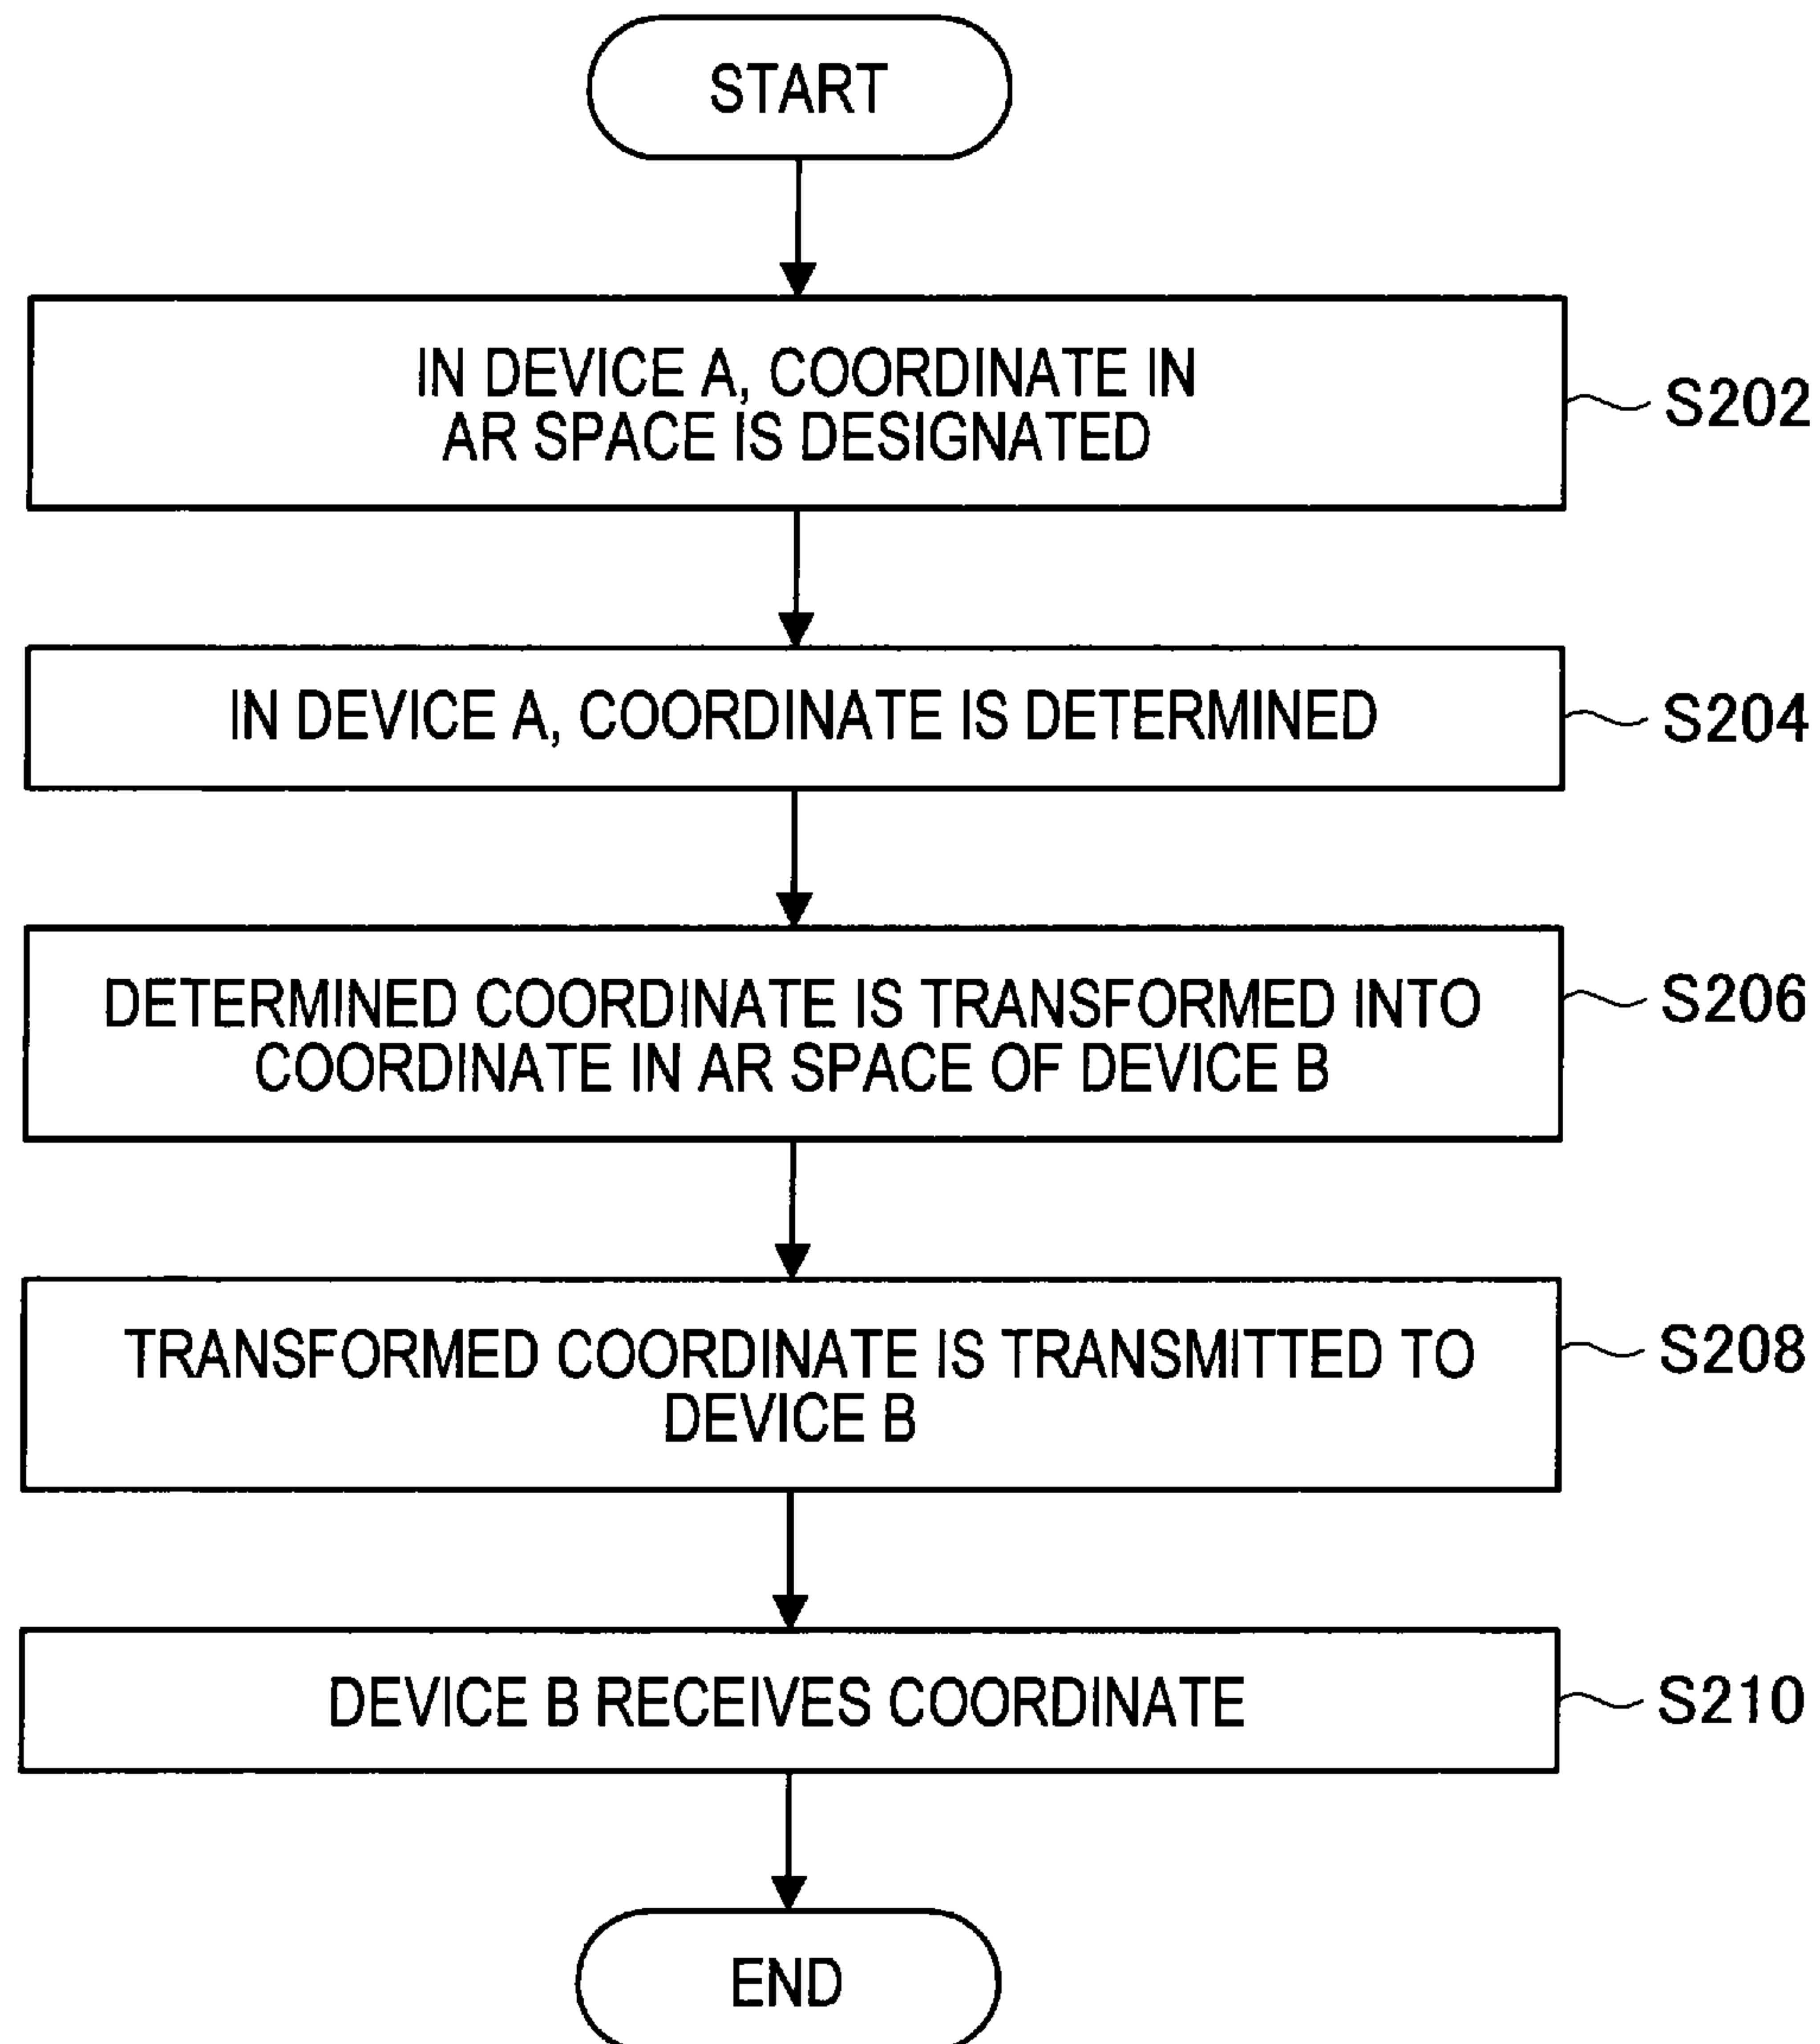 START
IN DEVICE A, COORDINATE IN
AR SPACE IS DESIGNATED
S202
IN DEVICE A, COORDINATE IS DETERMINED
S204
DETERMINED COORDINATE IS TRANSFORMED INTO
COORDINATE IN AR SPACE OF DEVICE B
S206
TRANSFORMED COORDINATE IS TRANSMITTED TO
DEVICE B
S208
DEVICE B RECEIVES COORDINATE
S210
END